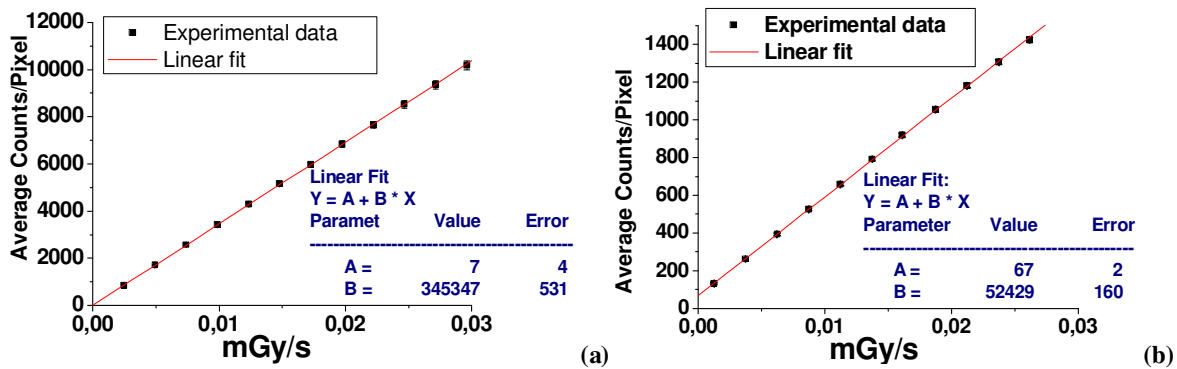 12000
10000
8000
6000
4000
2000
0
Average Counts/Pixel
Experimental data
Linear fit
Linear Fit
Y = A + B * X
Paramet Value Error
----------------------------------------
A = 7 4
B = 345347 531
0,00 0,01 0,02 0,03
mGy/s
(a)
1400
1200
1000
800
600
400
200
0
Average Counts/Pixel
Experimental data
Linear fit
Linear Fit:
Y = A + B * X
Parameter Value Error
----------------------------------------
A = 67 2
B = 52429 160
0,00 0,01 0,02 0,03
mGy/s
(b)